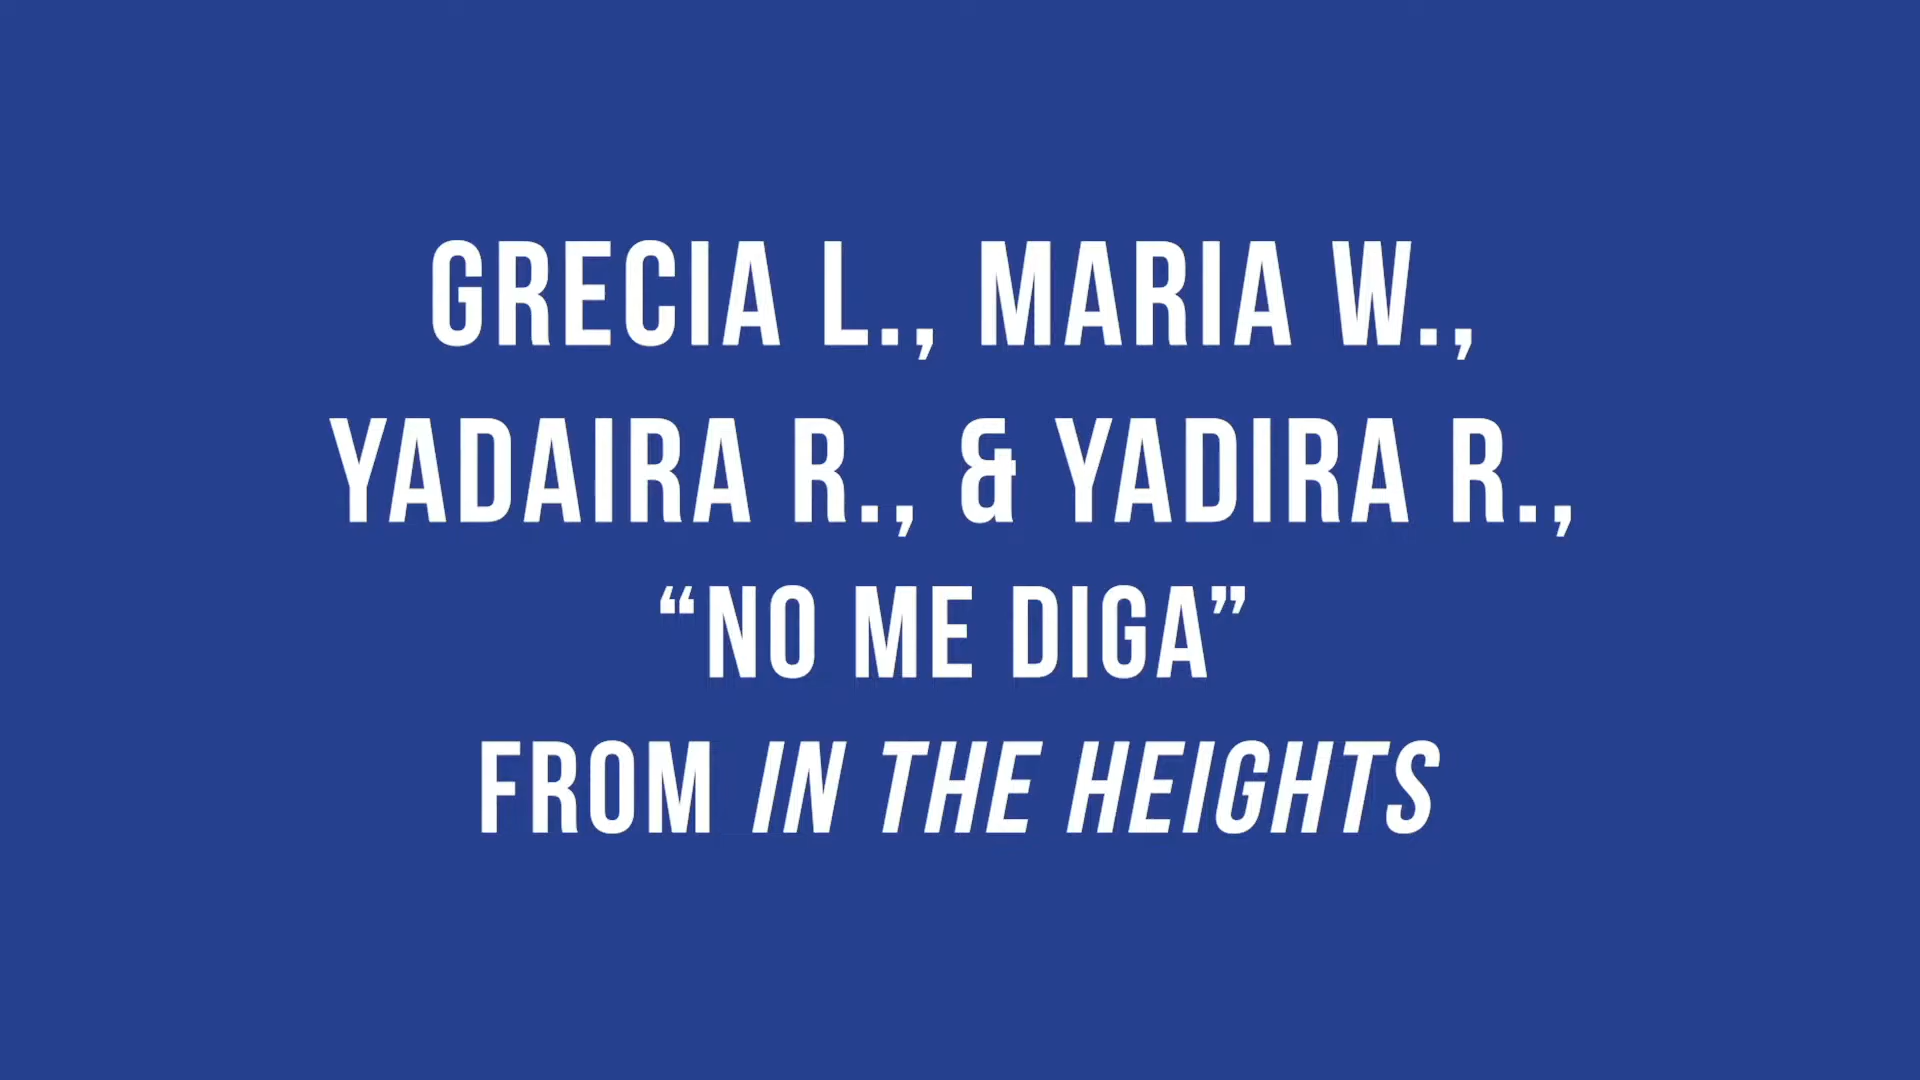 GRECIA L., MARIA W.,
YADAIRA R., & YADIRA R.,
“NO ME DIGA”
FROM IN THE HEIGHTS